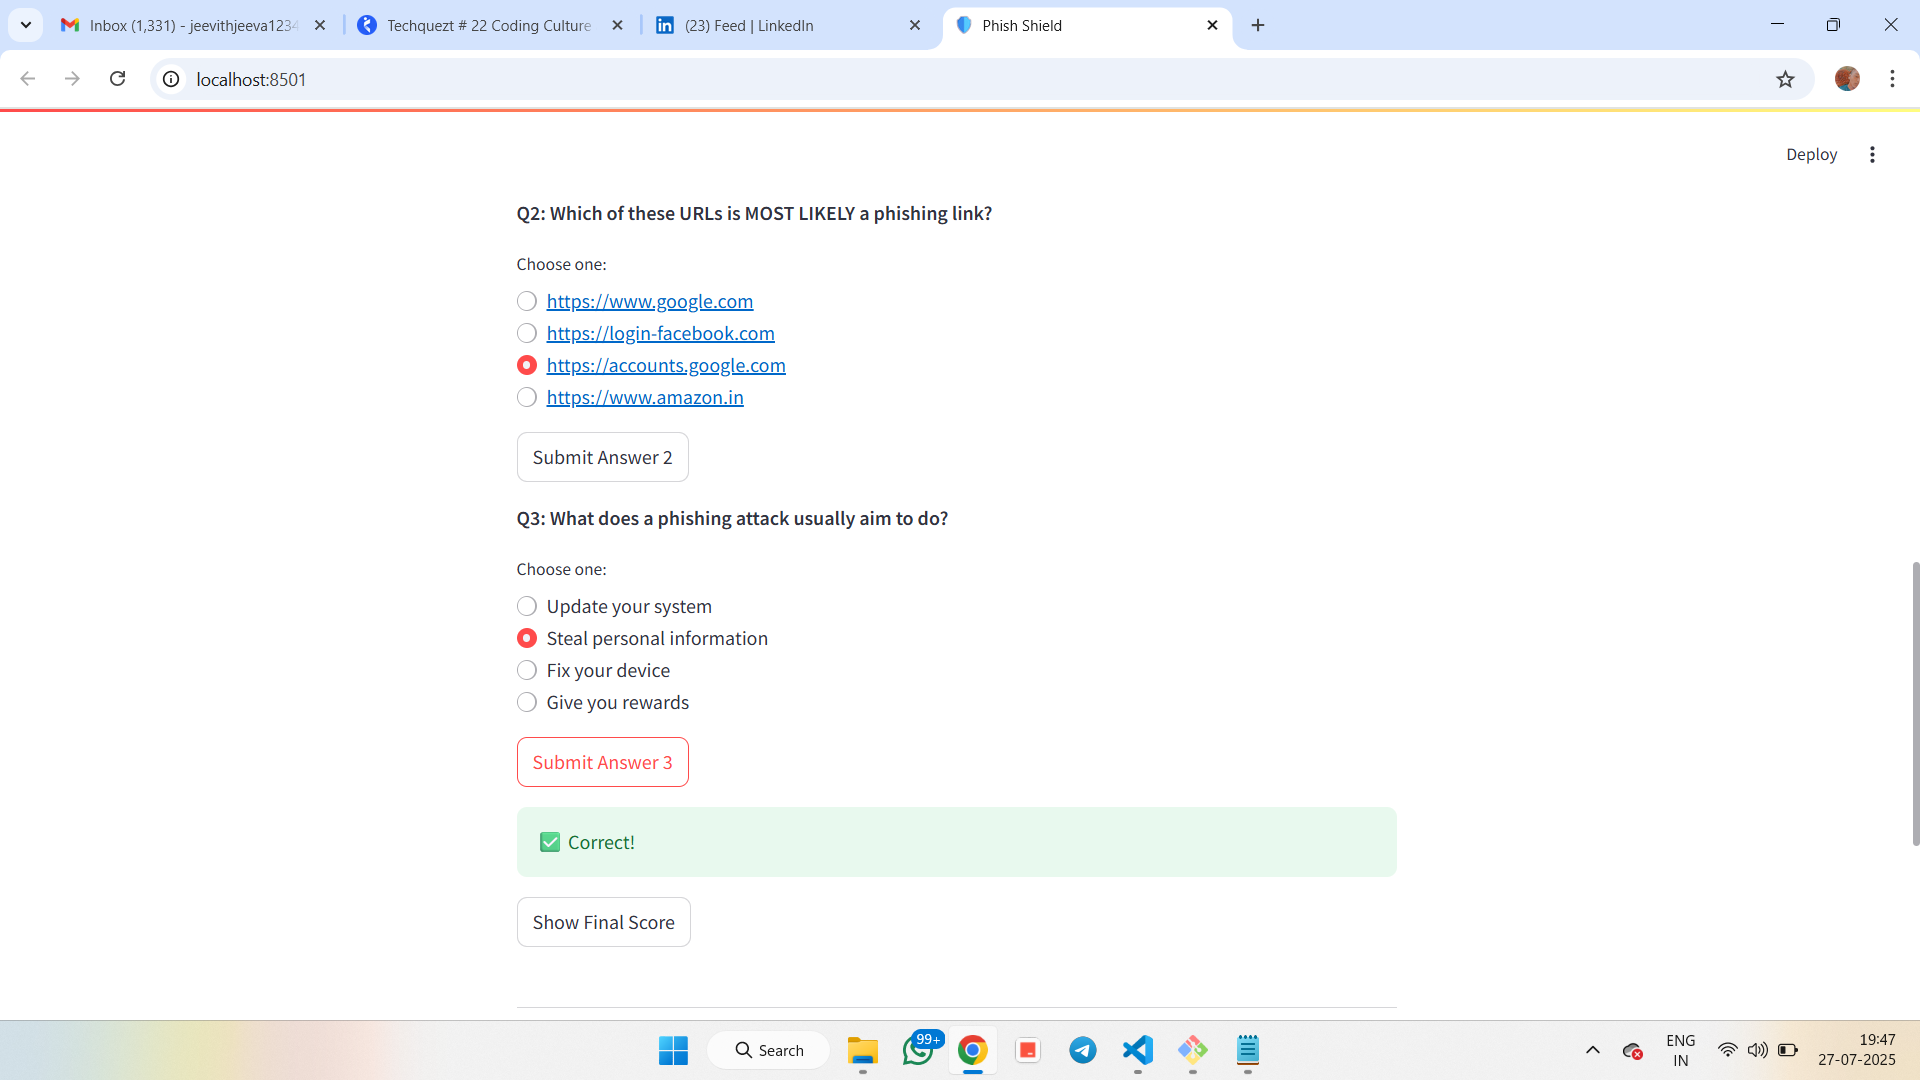 Inbox (1,331) - jeevithjeeva1234
Techquezt # 22 Coding Culture
(23) Feed | LinkedIn
Phish Shield
localhost:8501
Deploy
Q2: Which of these URLs is MOST LIKELY a phishing link?
Choose one:
https://www.google.com
https://login-facebook.com
https://accounts.google.com
https://www.amazon.in
Submit Answer 2
Q3: What does a phishing attack usually aim to do?
Choose one:
Update your system
Steal personal information
Fix your device
Give you rewards
Submit Answer 3
Correct!
Show Final Score
Search
99+
ENG
IN
19:47
27-07-2025